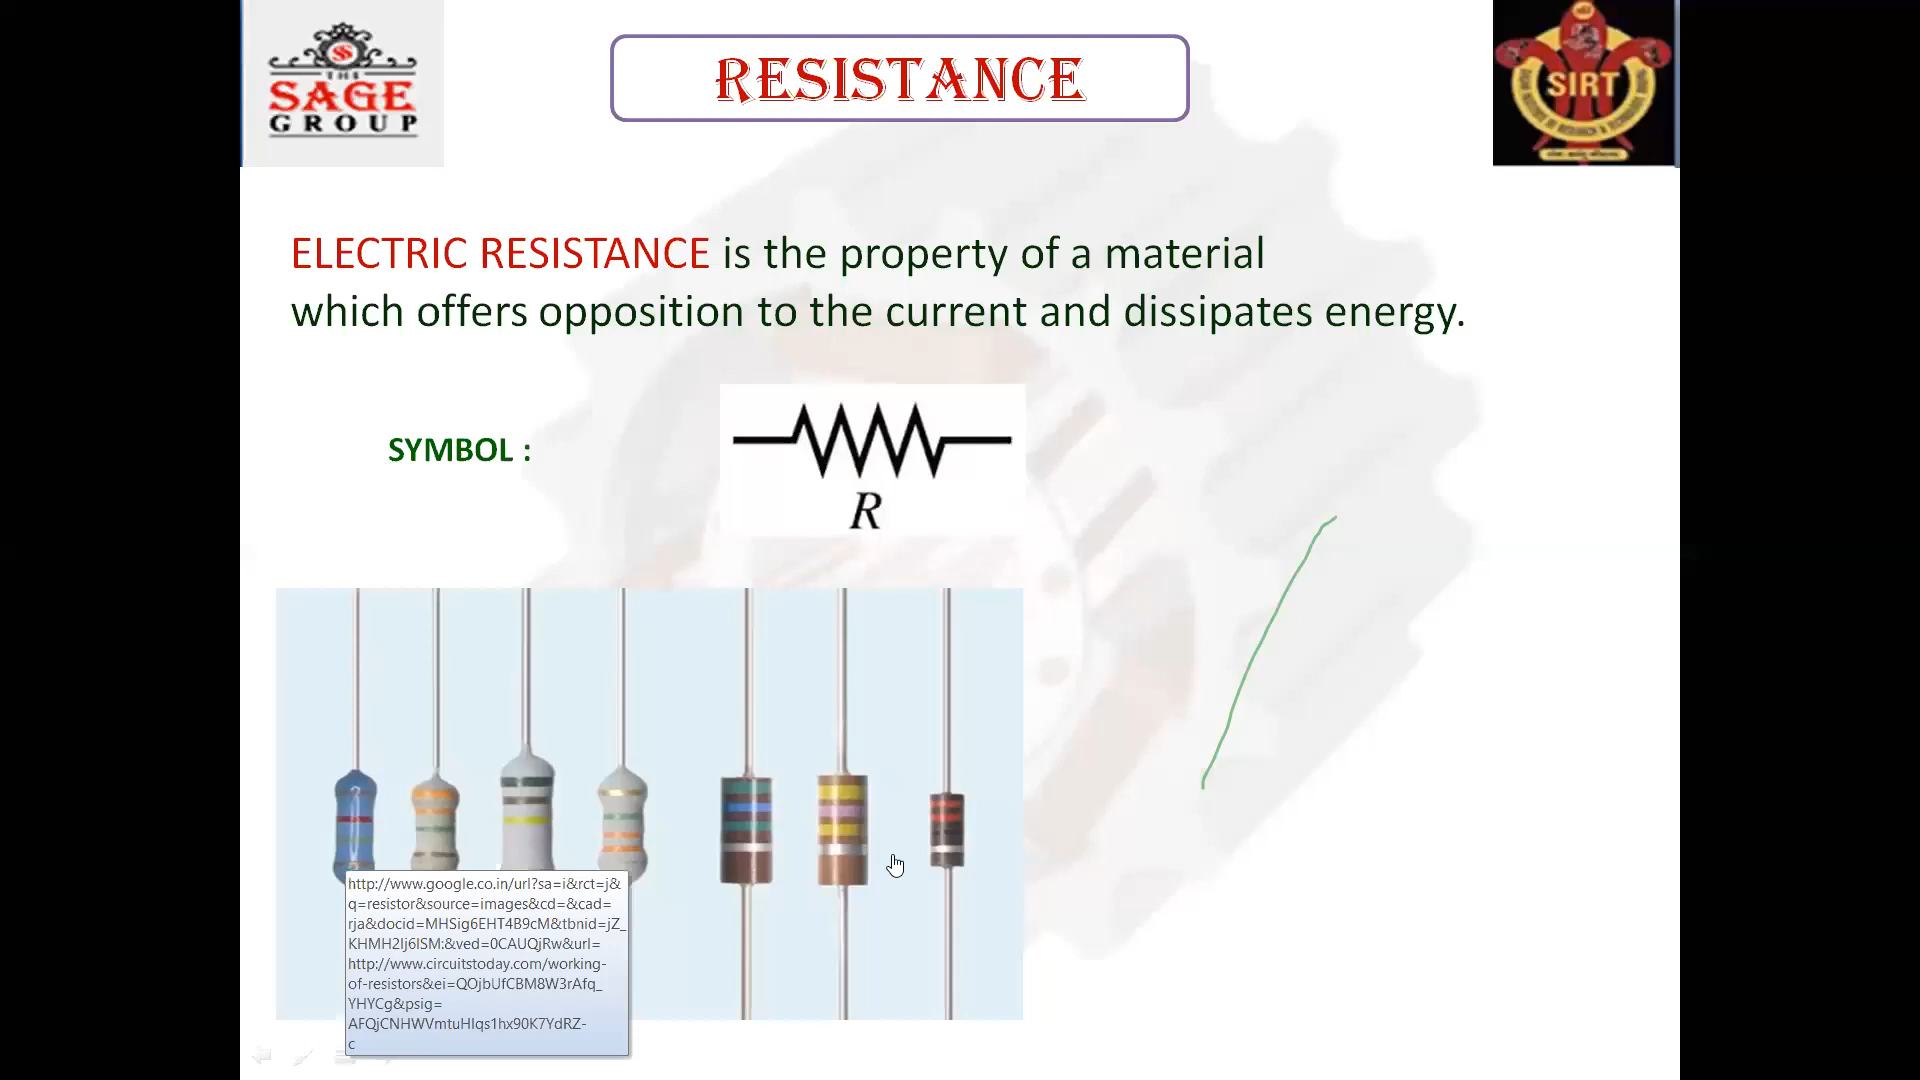 THE
SAGE
GROUP
RESISTANCE
SIRT
ELECTRIC RESISTANCE is the property of a material
which offers opposition to the current and dissipates energy.
SYMBOL :
R
http://www.google.co.in/url?sa=i&rct=j&
q=resistor&source=images&cd=&cad=
rja&docid=MHSig6EHT4B9cM&tbnid=jZ_
KHMH2Ij6ISM:&ved=0CAUQjRw&url=
http://www.circuitstoday.com/working-
of-resistors&ei=QOjbUfCBM8W3rAfq_
YHYCg&psig=
AFQjCNHWVmtuHIqs1hx90K7YdRZ-
c